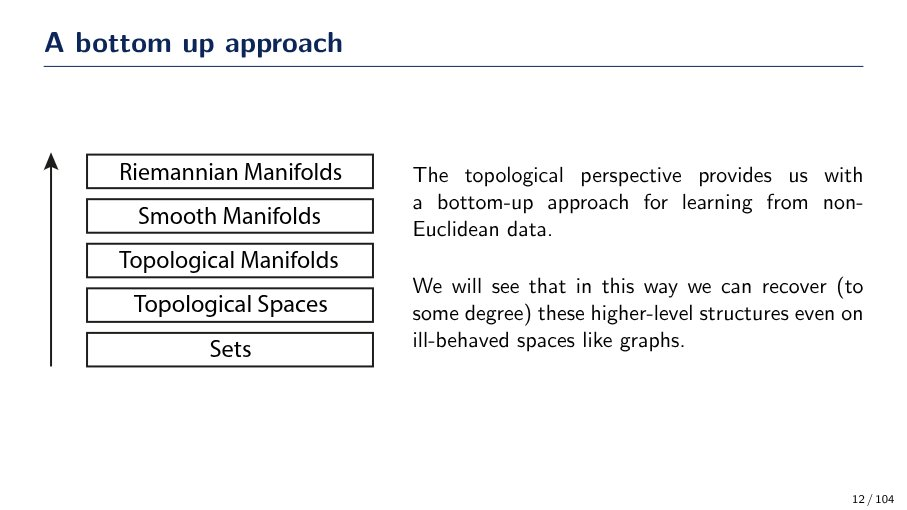 A bottom up approach
Riemannian Manifolds
Smooth Manifolds
Topological Manifolds
Topological Spaces
Sets
The topological perspective provides us with
a bottom-up approach for learning from non-
Euclidean data.
We will see that in this way we can recover (to
some degree) these higher-level structures even on
ill-behaved spaces like graphs.
12 / 104